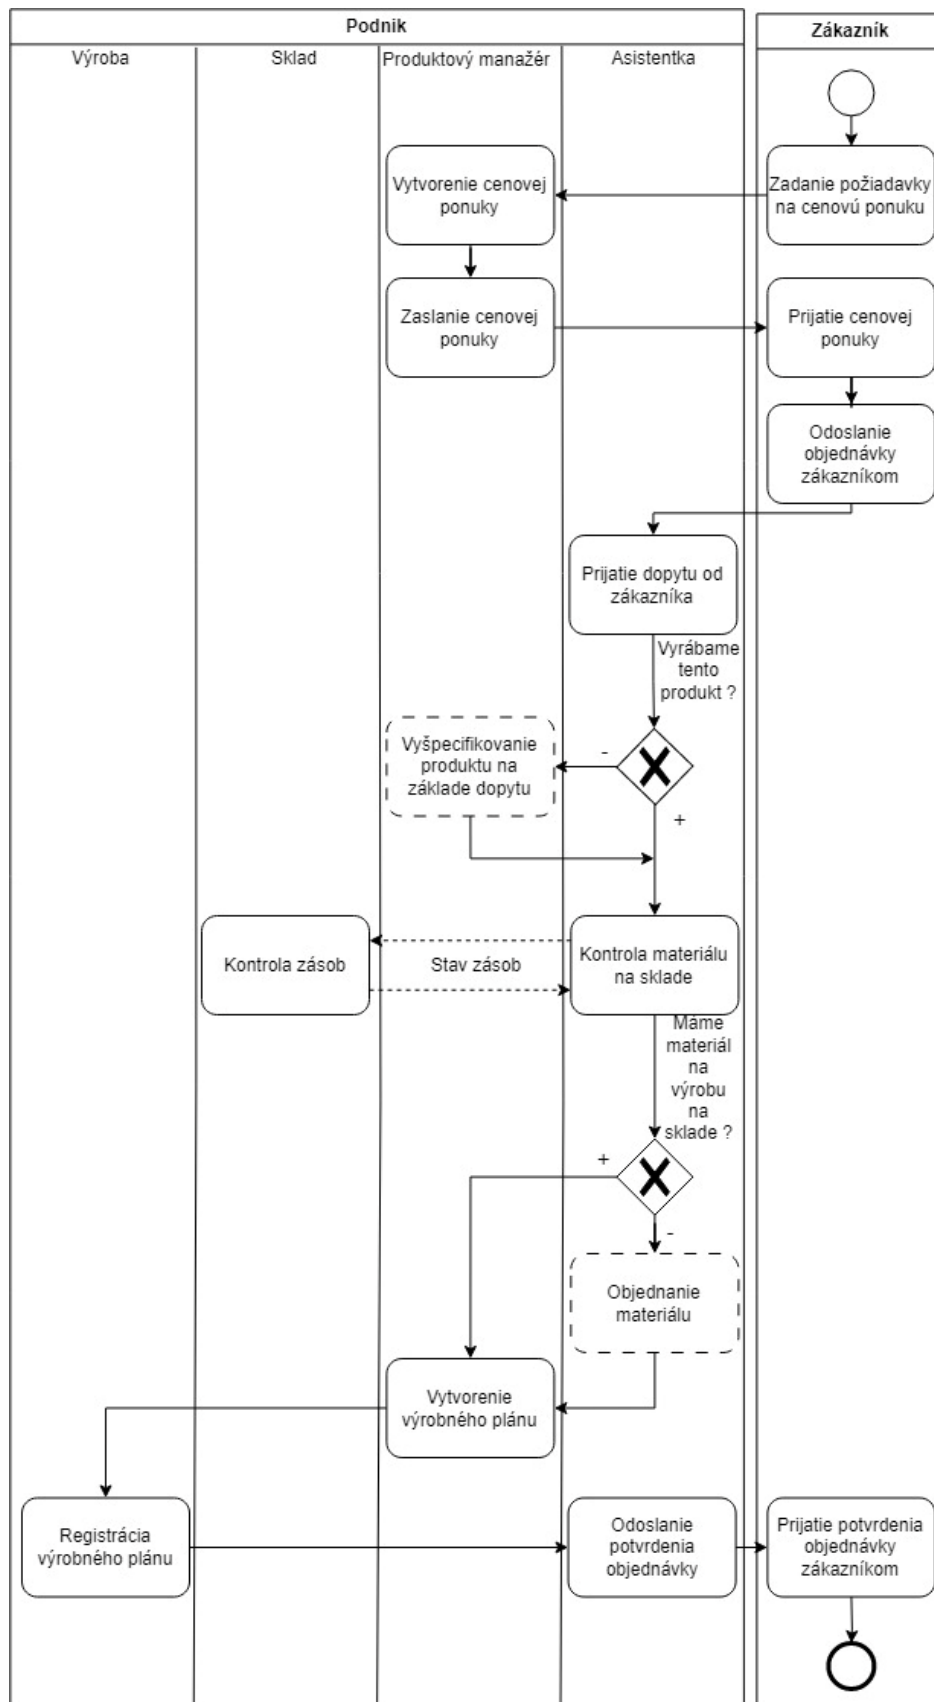 Podnik
Zákazník
Výroba
Sklad
Produktový manažér
Asistentka
Vytvorenie cenovej
ponuky
Zadanie požiadavky
na cenovú ponuku
Zaslanie cenovej
ponuky
Prijatie cenovej
ponuky
Odoslanie
objednávky
zákazníkom
Prijatie dopytu od
zákazníka
Vyrábame
tento
produkt ?
Vyšpecifikovanie
produktu na
základe dopytu
-
+
Kontrola zásob
Stav zásob
Kontrola materiálu
na sklade
Máme
materiál
na
výrobu
na
sklade ?
+
-
Objednanie
materiálu
Vytvorenie
výrobného plánu
Registrácia
výrobného plánu
Odoslanie
potvrdenia
objednávky
Prijatie potvrdenia
objednávky
zákazníkom